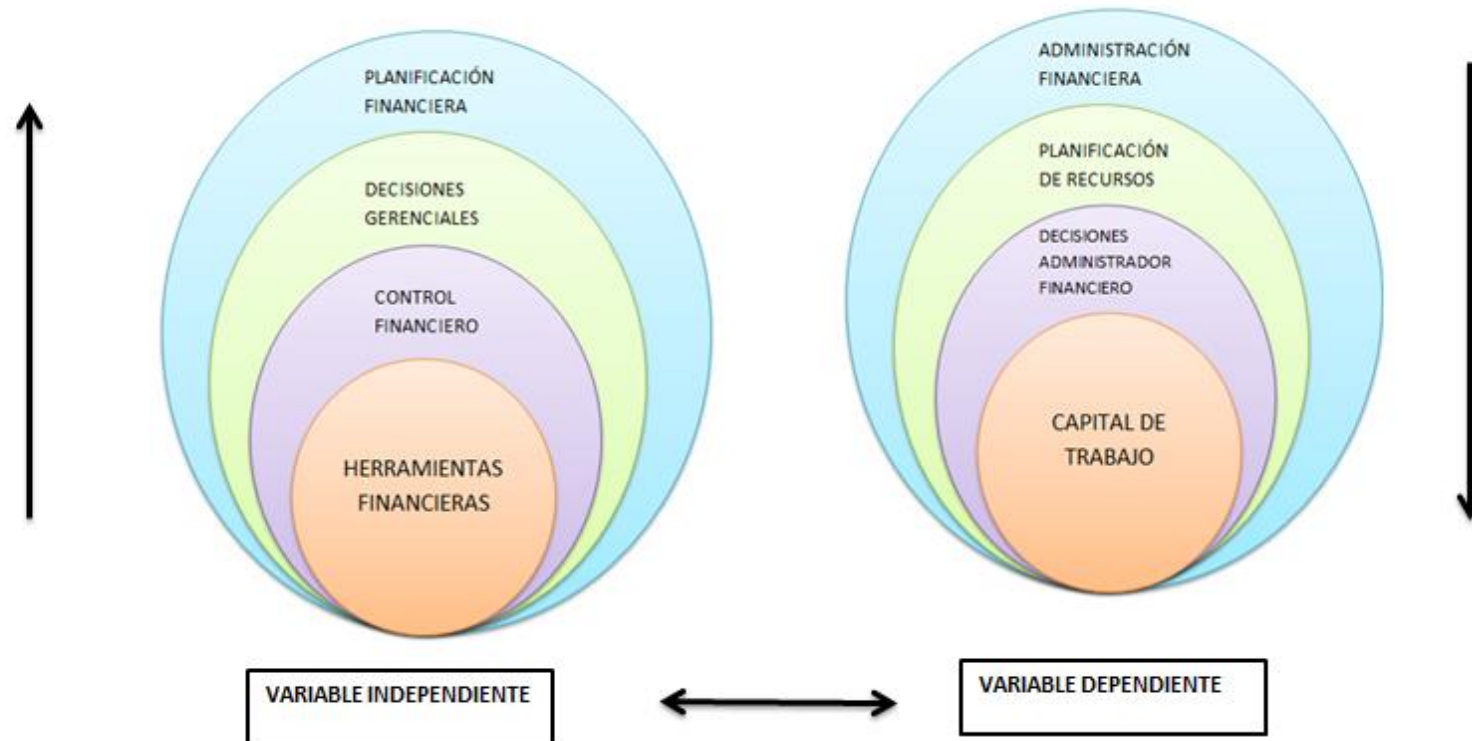 PLANIFICACIÓN
FINANCIERA
DECISIONES
GERENCIALES
CONTROL
FINANCIERO
HERRAMIENTAS
FINANCIERAS
VARIABLE INDEPENDIENTE
ADMINISTRACIÓN
FINANCIERA
PLANIFICACIÓN
DE RECURSOS
DECISIONES
ADMINISTRADOR
FINANCIERO
CAPITAL DE
TRABAJO
VARIABLE DEPENDIENTE